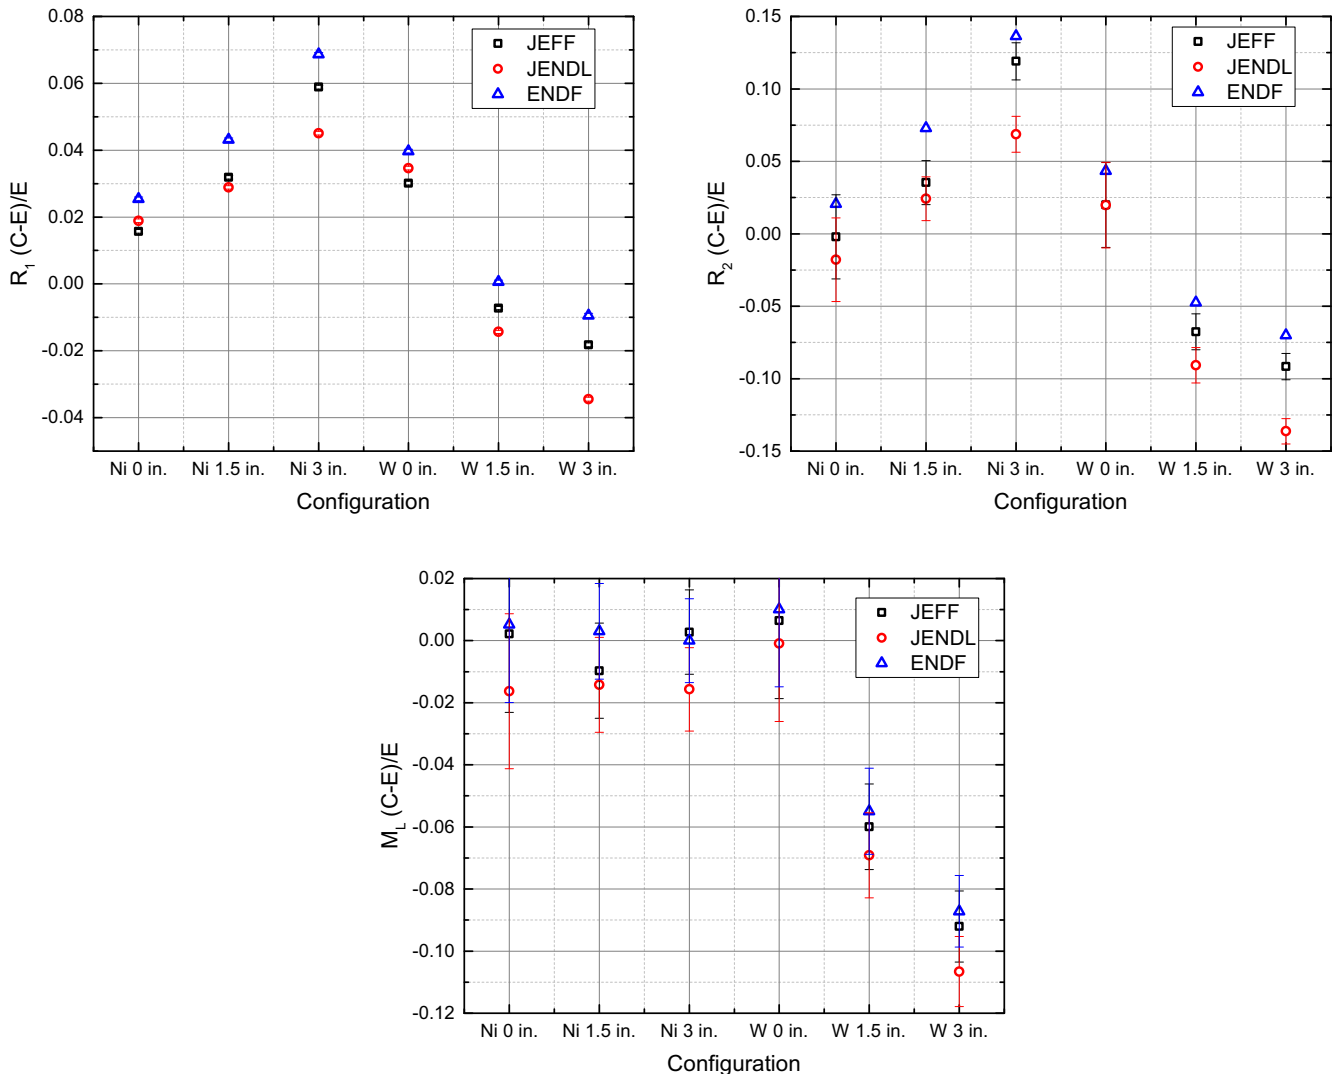 0.08
0.06
0.04
0.02
0.00
-0.02
-0.04
R₁ (C-E)/E
JEFF
JENDL
ENDF
Ni 0 in. Ni 1.5 in. Ni 3 in. W 0 in. W 1.5 in. W 3 in.
Configuration
0.15
0.10
0.05
0.00
-0.05
-0.10
-0.15
R₂ (C-E)/E
JEFF
JENDL
ENDF
Ni 0 in. Ni 1.5 in. Ni 3 in. W 0 in. W 1.5 in. W 3 in.
Configuration
0.02
0.00
-0.02
-0.04
-0.06
-0.08
-0.10
-0.12
M_L (C-E)/E
JEFF
JENDL
ENDF
Ni 0 in. Ni 1.5 in. Ni 3 in. W 0 in. W 1.5 in. W 3 in.
Configuration